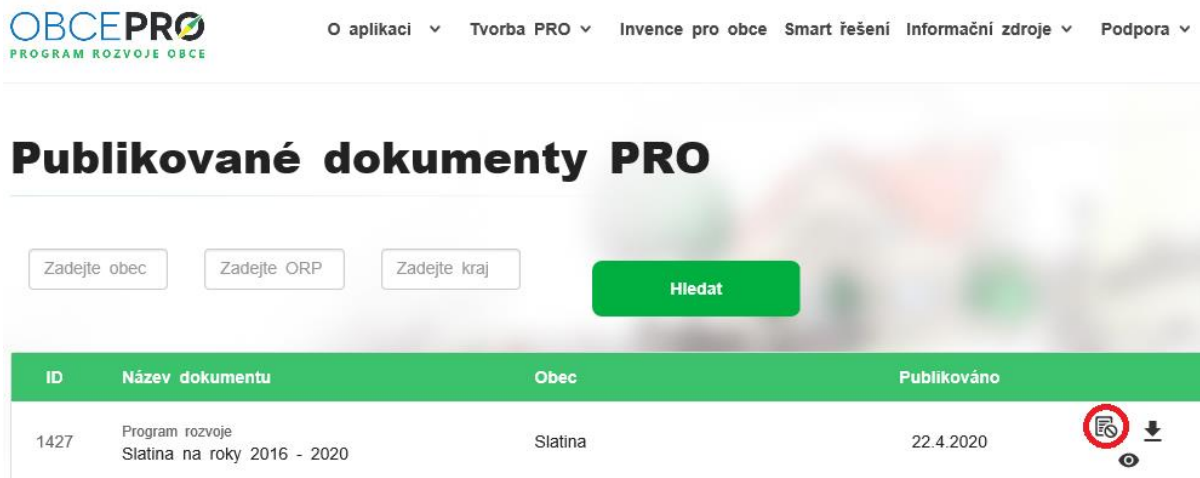 OBCEPRO
PROGRAM ROZVOJE OBCE
O aplikaci Tvorba PRO Invence pro obce Smart řešení Informační zdroje Podpora
Publikované dokumenty PRO
Zadejte obec Zadejte ORP Zadejte kraj Hledat
ID Název dokumentu Obec Publikováno
1427 Program rozvoje
Slatina na roky 2016 - 2020 Slatina 22.4.2020